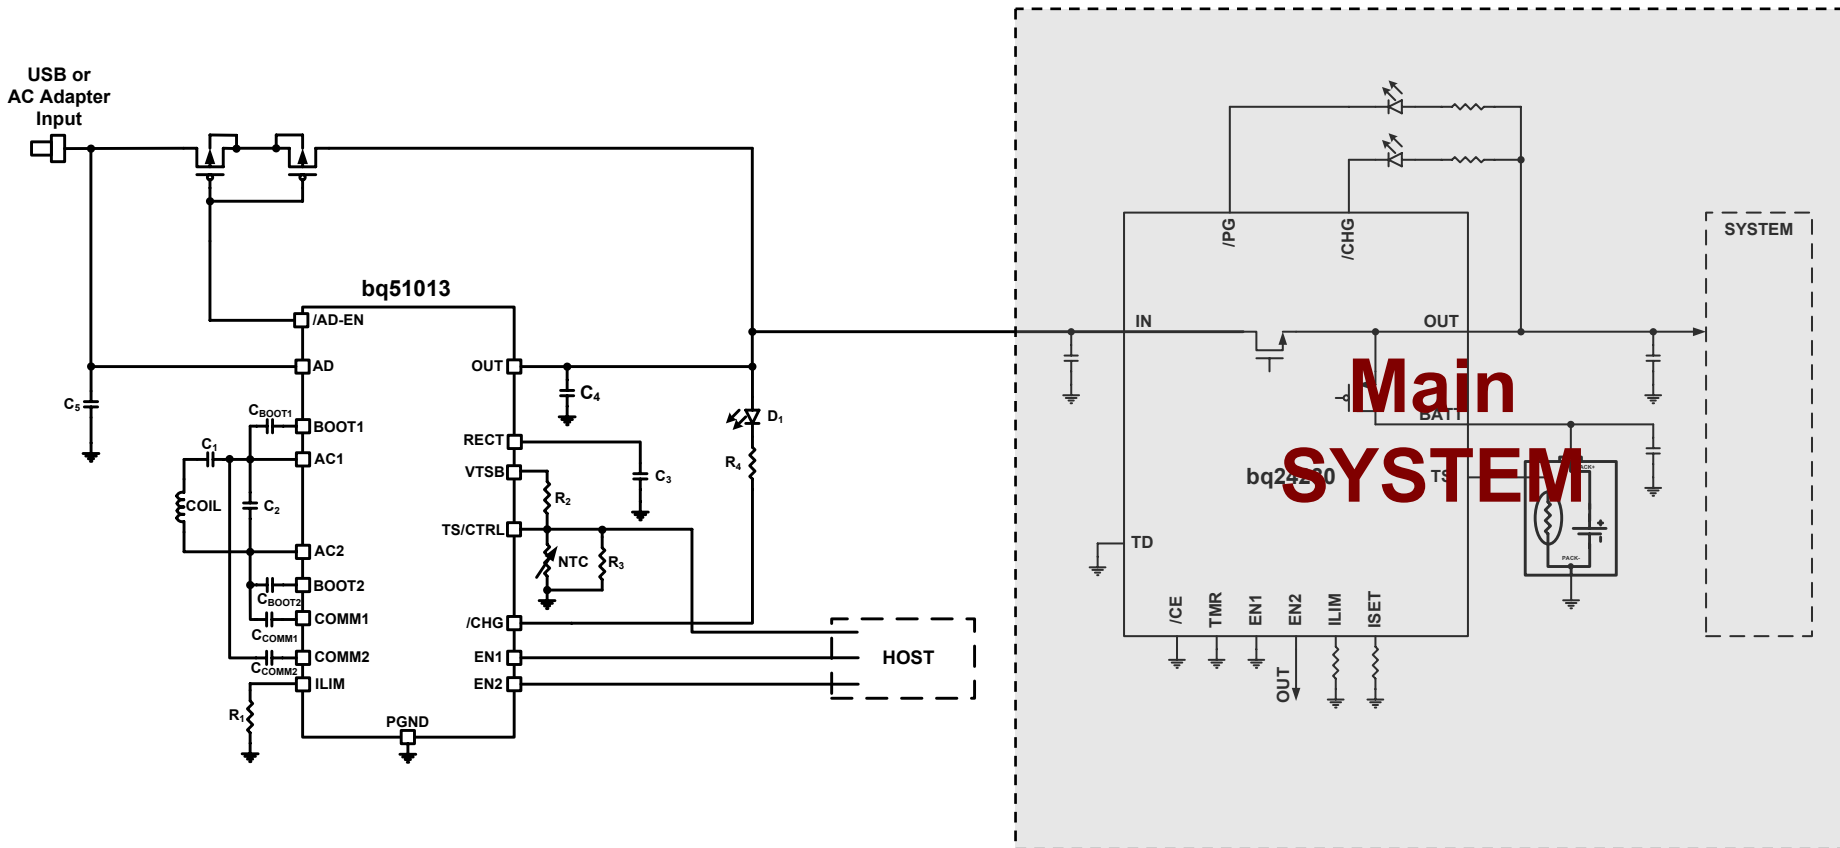 USB or
AC Adapter
Input
bq51013
/AD-EN
AD
OUT
C5
C4
D1
CBOOT1
BOOT1
RECT
C1
AC1
VTSB
C3
R4
R2
COIL
C2
TS/CTRL
NTC
R3
AC2
BOOT2
CBOOT2
COMM1
CCOMM1
/CHG
COMM2
CCOMM2
EN1
HOST
ILIM
EN2
R1
PGND
/PG
/CHG
SYSTEM
IN
OUT
Main
BATT
SYSTEM
TS
TD
PACK-
/CE
TMR
EN1
EN2
ILIM
ISET
OUT